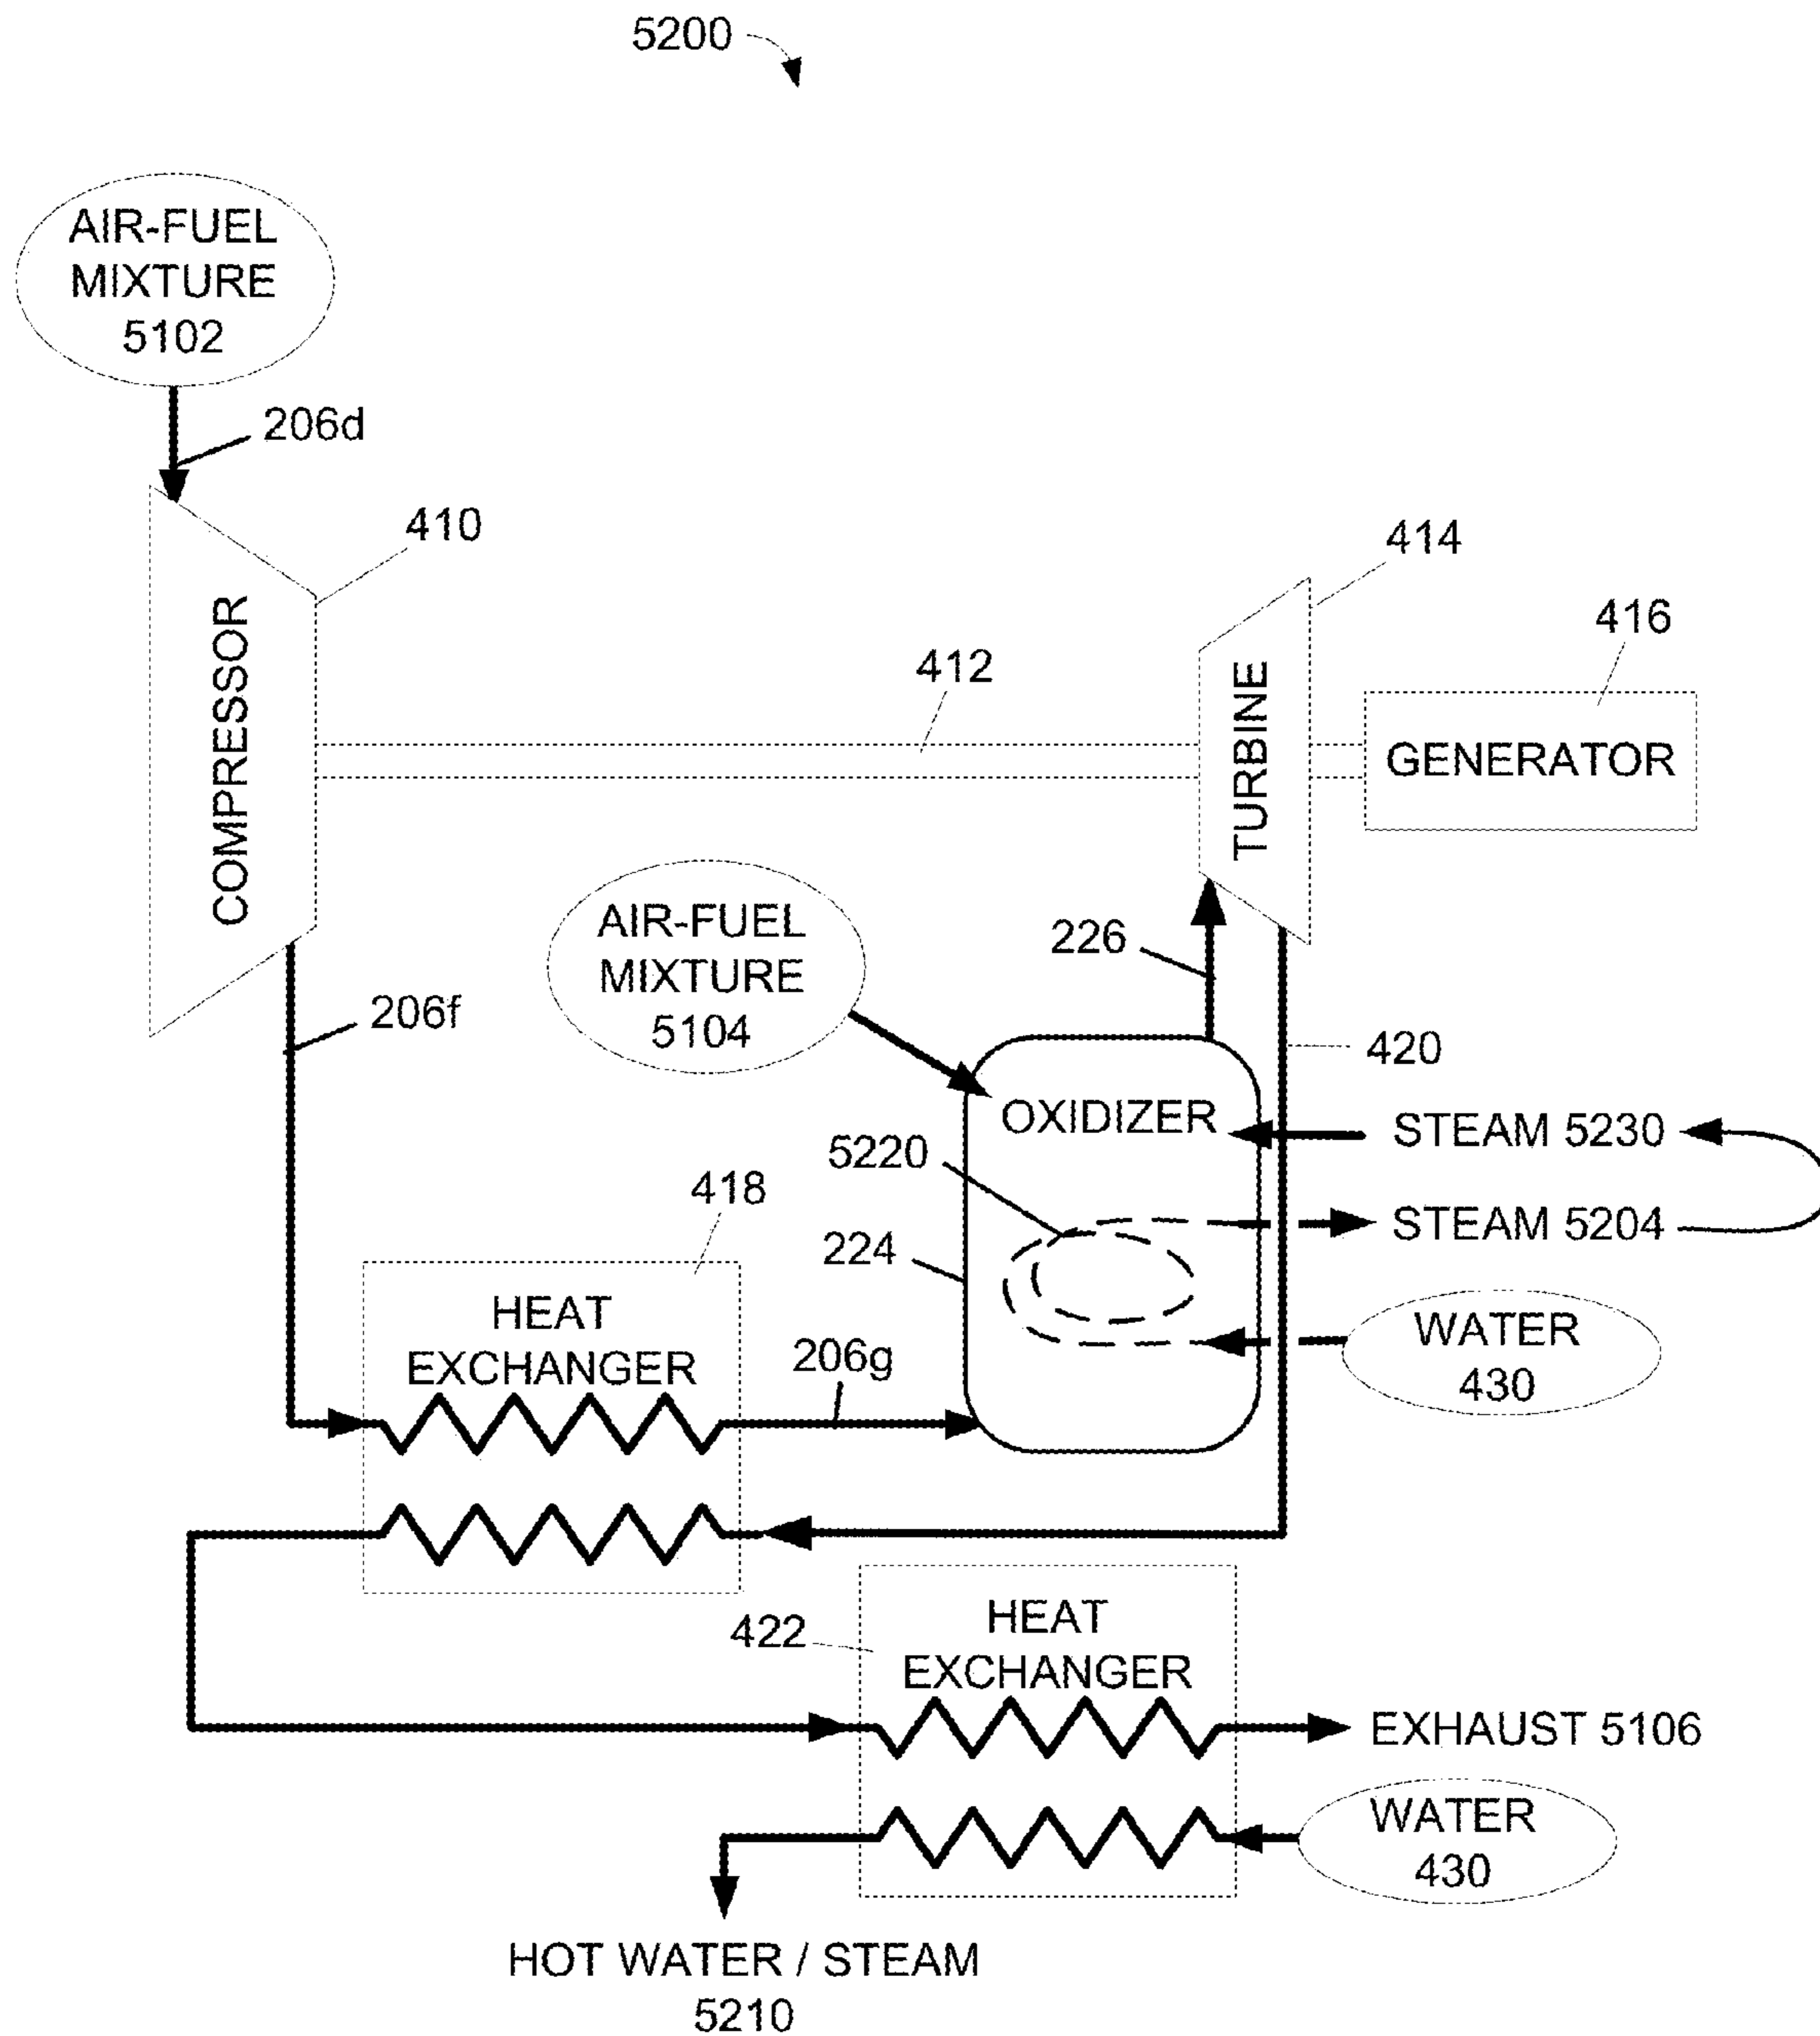 5200
AIR-FUEL
MIXTURE
5102
206d
410
COMPRESSOR
412
414
TURBINE
416
GENERATOR
AIR-FUEL
MIXTURE
5104
226
206f
420
OXIDIZER
STEAM 5230
5220
STEAM 5204
224
WATER
430
418
HEAT
EXCHANGER
206g
422
HEAT
EXCHANGER
EXHAUST 5106
WATER
430
HOT WATER / STEAM
5210